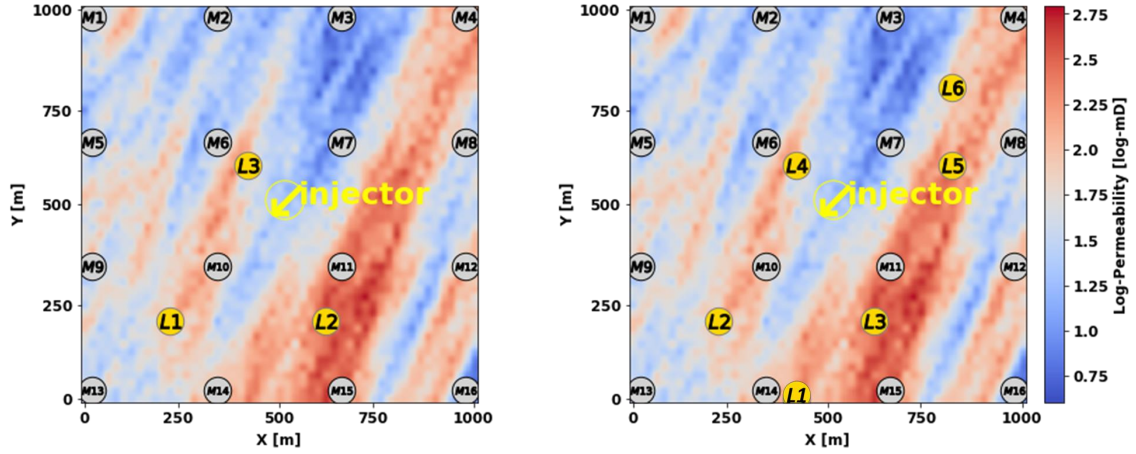 1000
750
500
250
0
Y [m]
M1 M2 M3 M4
M5 M6 M7 M8
L3
injector
M9 M10 M11 M12
L1 L2
M13 M14 M15 M16
0 250 500 750 1000
X [m]
1000
750
500
250
0
Y [m]
M1 M2 M3 M4
L6
M5 M6 M7 M8
L4 L5
injector
M9 M10 M11 M12
L2 L3
M13 M14 L1 M15 M16
0 250 500 750 1000
X [m]
2.75
2.5
2.25
2.0
1.75
1.5
1.25
1.0
0.75
Log-Permeability [log-mD]